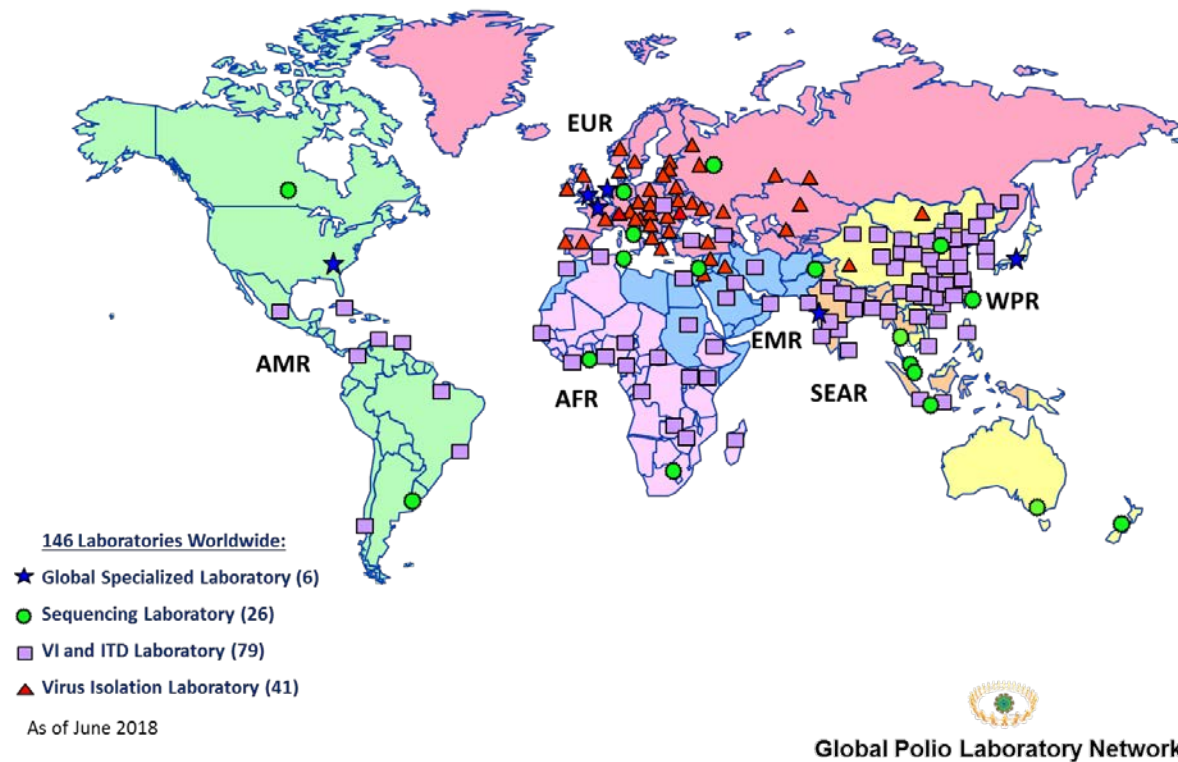 EUR
WPR
EMR
AMR
AFR
SEAR
146 Laboratories Worldwide:
Global Specialized Laboratory (6)
Sequencing Laboratory (26)
VI and ITD Laboratory (79)
Virus Isolation Laboratory (41)
As of June 2018
Global Polio Laboratory Network